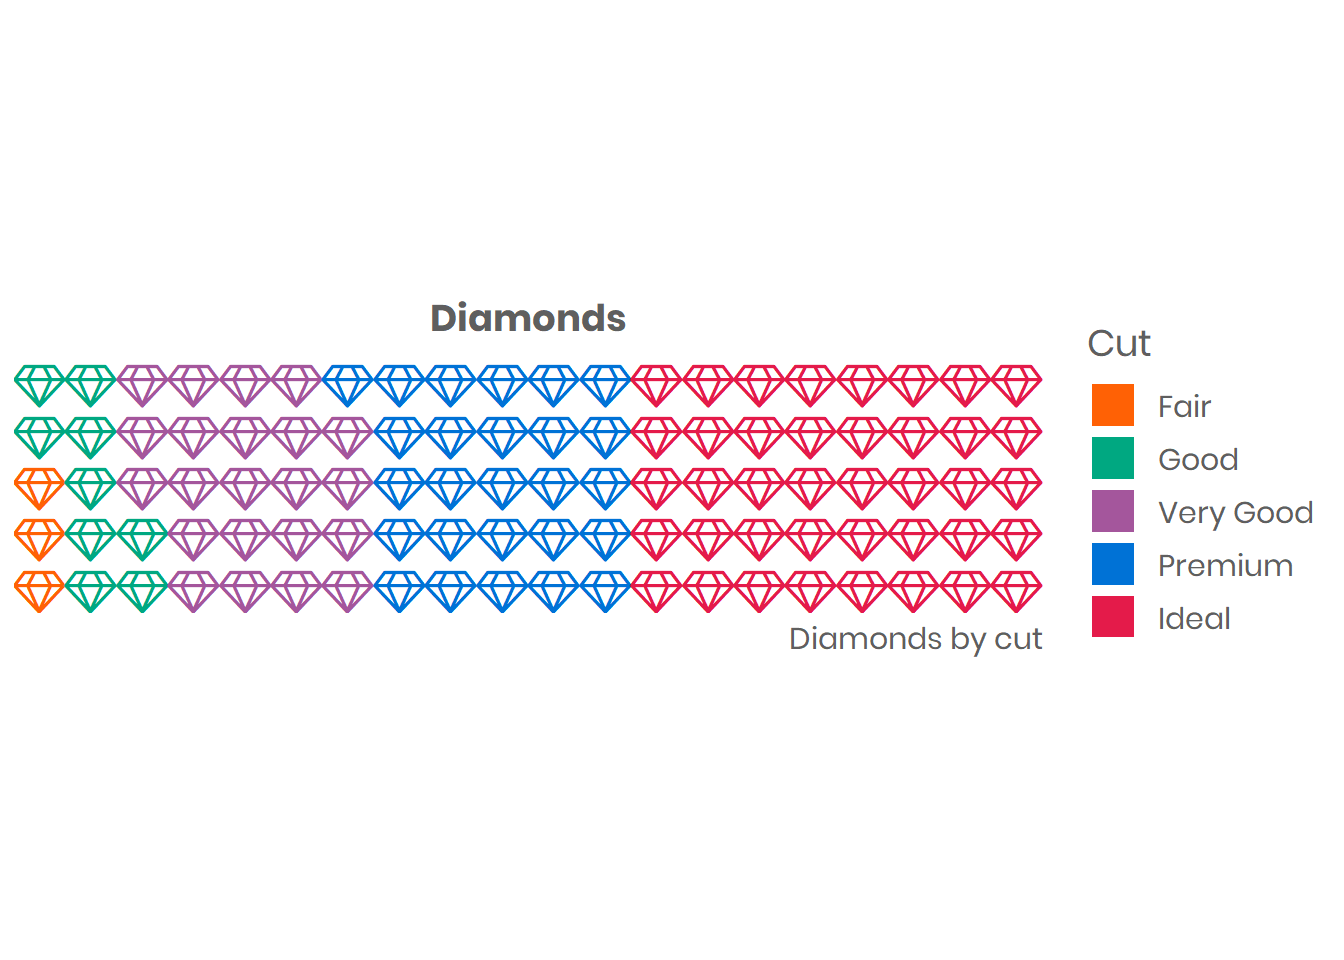 Diamonds
Cut
Fair
Good
Very Good
Premium
Ideal
Diamonds by cut